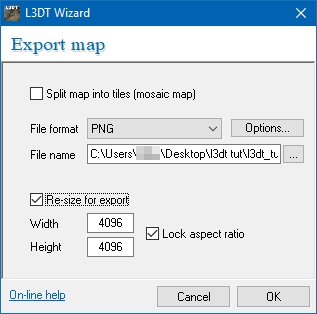 L3DT Wizard
Export map
Split map into tiles (mosaic map)
File format PNG Options...
File name C:\Users\ \Desktop\l3dt tut\l3dt_tu ...
Re-size for export
Width 4096
Lock aspect ratio
Height 4096
On-line help Cancel OK